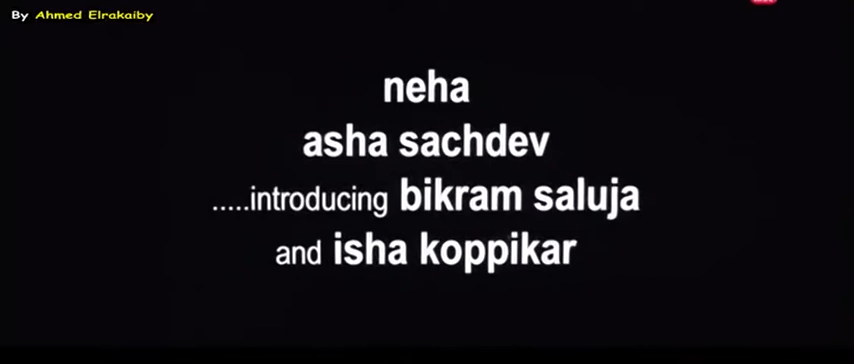 By Ahmed Elrakaiby
neha
asha sachdev
.....introducing bikram saluja
and isha koppikar